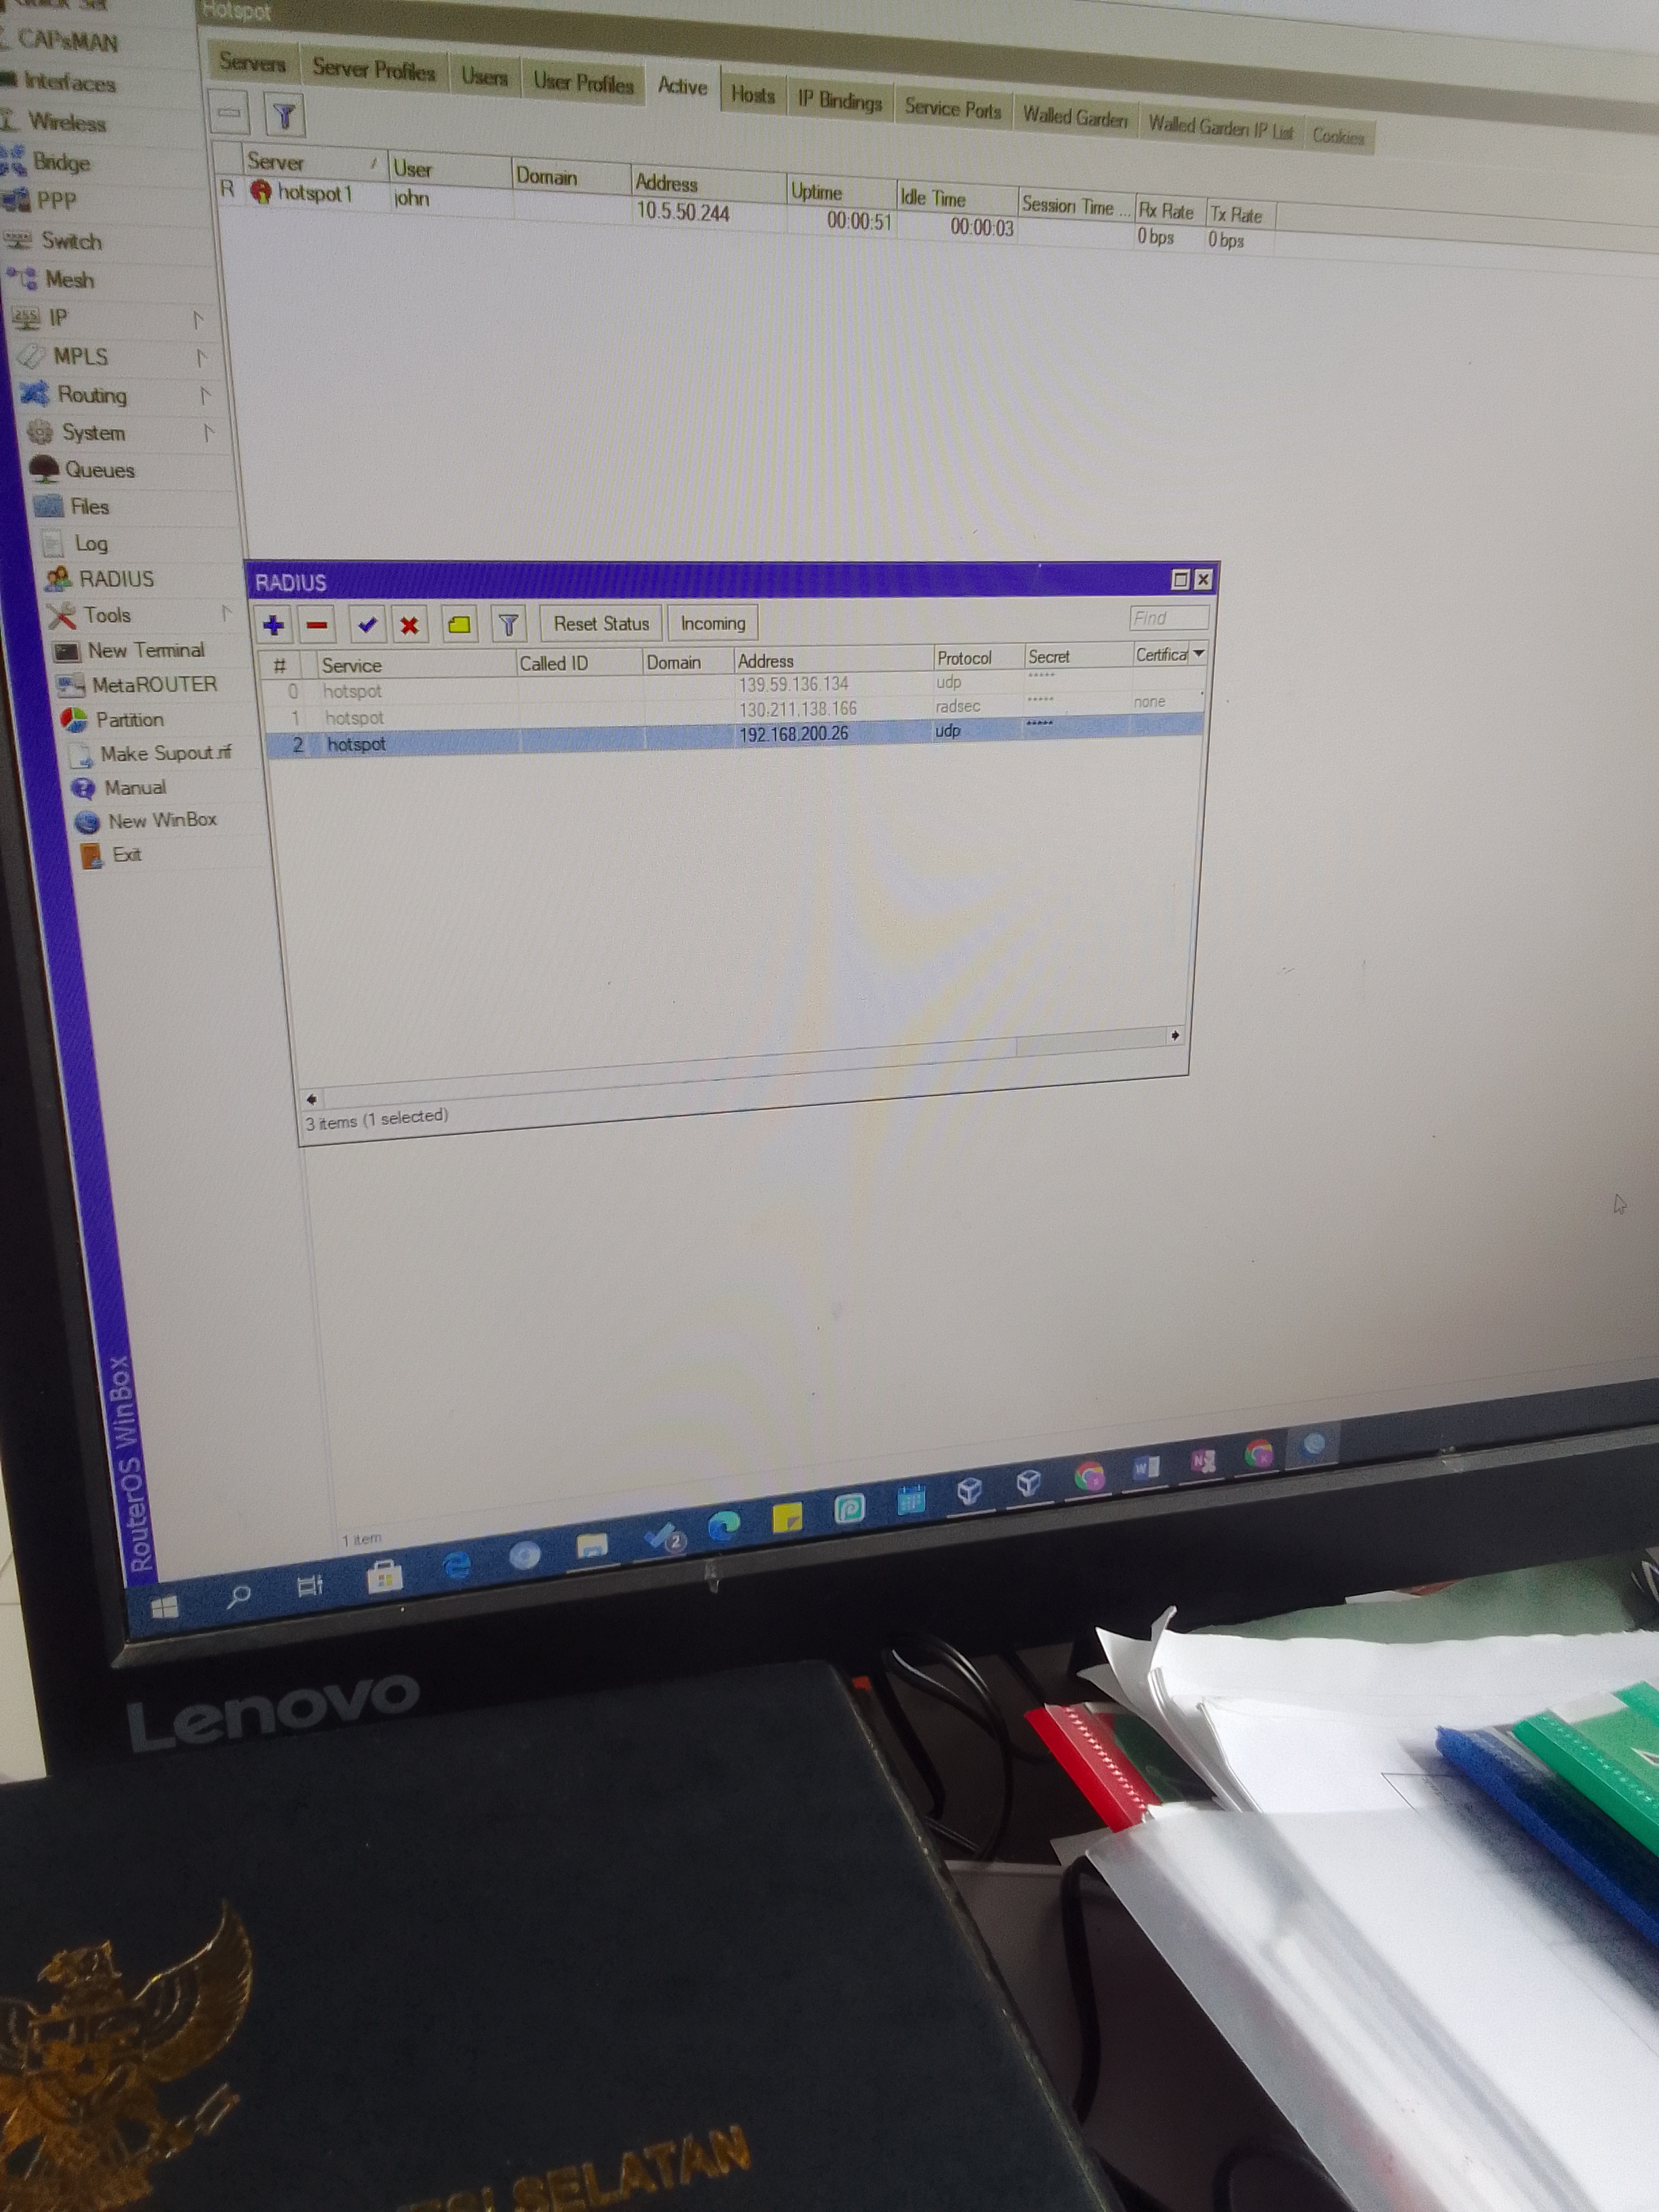 Hotspot
CAPsMAN
Interfaces
Wireless
Bridge
PPP
Switch
Mesh
IP
MPLS
Routing
System
Queues
Files
Log
RADIUS
Tools
New Terminal
MetaROUTER
Partition
Make Supout.rif
Manual
New WinBox
Exit
RouterOS WinBox
Servers Server Profiles Users User Profiles Active Hosts IP Bindings Service Ports Walled Garden Walled Garden IP List Cookies
Server User Domain Address Uptime Idle Time Session Time ... Rx Rate Tx Rate
R hotspot1 john 10.5.50.244 00:00:51 00:00:03 0 bps 0 bps
RADIUS
Reset Status Incoming Find
# Service Called ID Domain Address Protocol Secret Certifica
0 hotspot 139.59.136.134 udp *****
1 hotspot 130.211.138.166 radsec ***** none
2 hotspot 192.168.200.26 udp *****
3 items (1 selected)
1 item
2
Lenovo
SELATAN